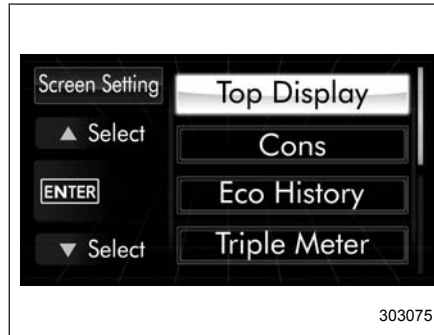 Screen Setting
Top Display
▲ Select
Cons
ENTER
Eco History
▼ Select
Triple Meter
303075